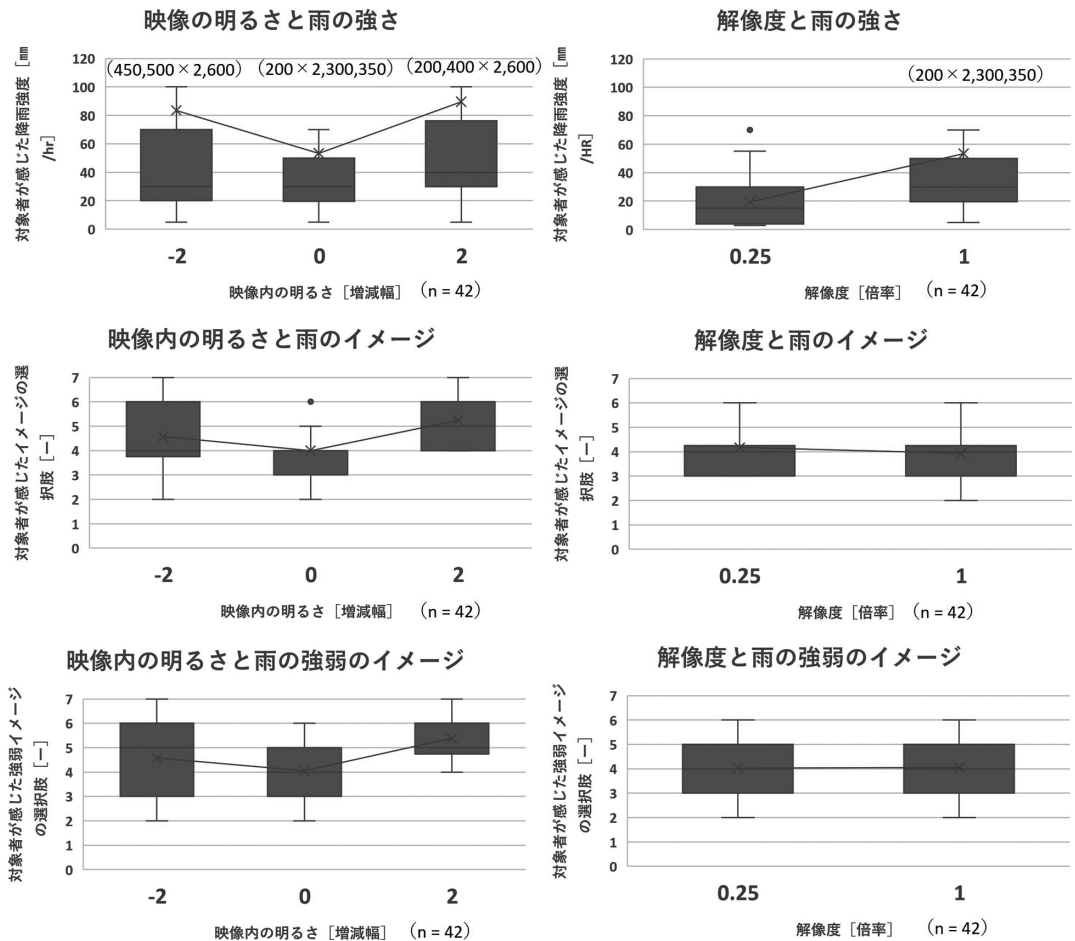 映像の明るさと雨の強さ
対象者が感じた降雨強度［㎜
/hr]
120
100
80
60
40
20
0
（450,500×2,600）
（200×2,300,350）
（200,400×2,600）
-2
0
2
映像内の明るさ［増減幅］
（n = 42）
解像度と雨の強さ
対象者が感じた降雨強度［㎜
/HR]
120
100
80
60
40
20
0
（200×2,300,350）
0.25
1
解像度［倍率］
（n = 42）
映像内の明るさと雨のイメージ
対象者が感じたイメージの選
択肢［ー］
7
6
5
4
3
2
1
0
-2
0
2
映像内の明るさ［増減幅］
（n = 42）
解像度と雨のイメージ
対象者が感じたイメージの選
択肢［ー］
7
6
5
4
3
2
1
0
0.25
1
解像度［倍率］
（n = 42）
映像内の明るさと雨の強弱のイメージ
対象者が感じた強弱イメージ
の選択肢［ー］
7
6
5
4
3
2
1
0
-2
0
2
映像内の明るさ［増減幅］
（n = 42）
解像度と雨の強弱のイメージ
対象者が感じた強弱イメージ
の選択肢［ー］
7
6
5
4
3
2
1
0
0.25
1
解像度［倍率］
（n = 42）